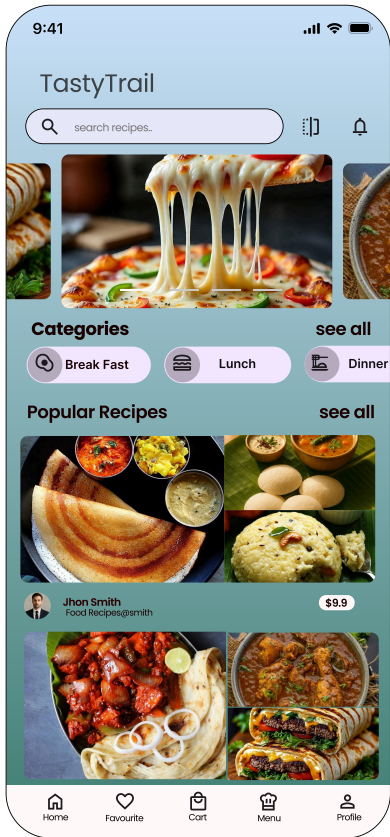 9:41
TastyTrail
search recipes..
Categories see all
Break Fast Lunch Dinner
Popular Recipes see all
Jhon Smith $9.9
Food Recipes@smith
Home Favourite Cart Menu Profile